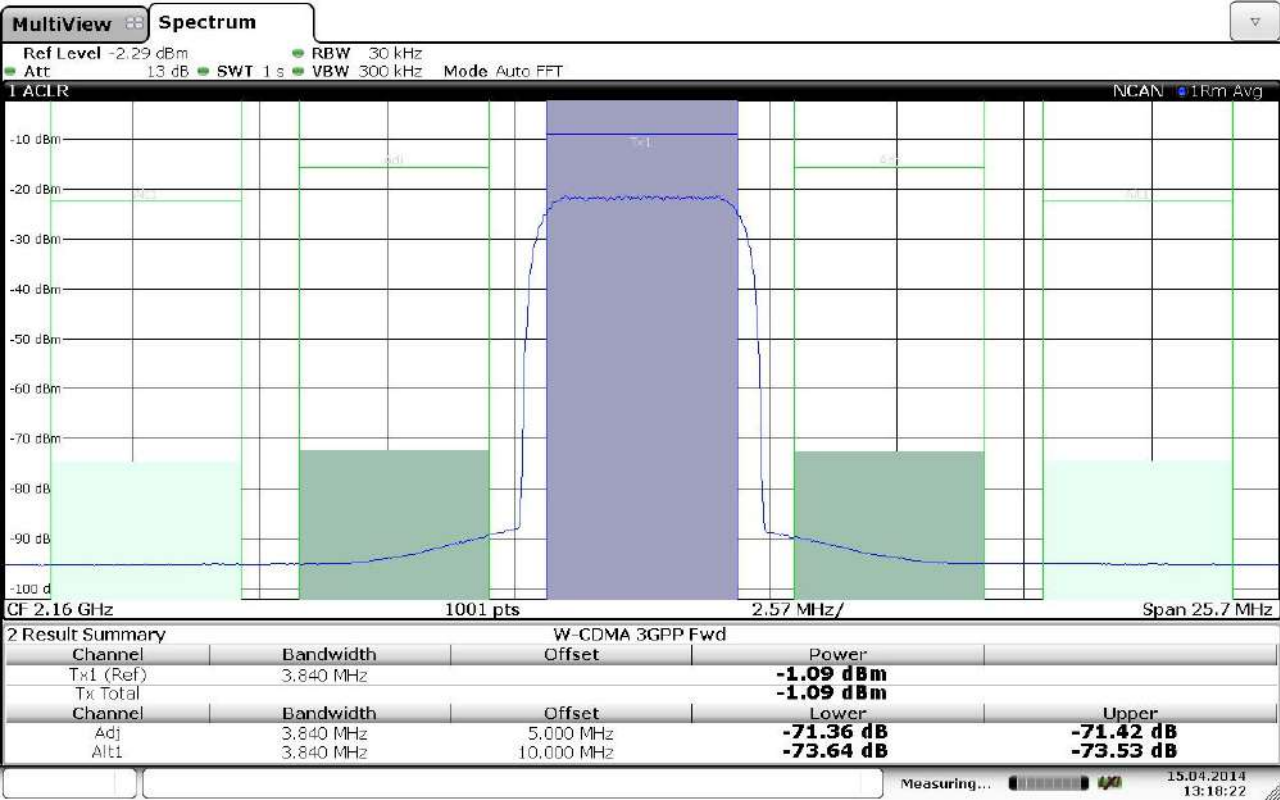 MultiView Spectrum
Ref Level -2.29 dBm RBW 30 kHz
Att 13 dB SWT 1 s VBW 300 kHz Mode Auto FFT
1 ACLR NCAN 1Rm Avg
Tx1
-10 dBm
Adj
-20 dBm
-30 dBm
-40 dBm
-50 dBm
-60 dBm
-70 dBm
-80 dB
-90 dB
-100 d
CF 2.16 GHz 1001 pts 2.57 MHz/ Span 25.7 MHz
2 Result Summary W-CDMA 3GPP Fwd
Channel Bandwidth Offset Power
Tx1 (Ref) 3.840 MHz -1.09 dBm
Tx Total -1.09 dBm
Channel Bandwidth Offset Lower Upper
Adj 3.840 MHz 5.000 MHz -71.36 dB -71.42 dB
Alt1 3.840 MHz 10.000 MHz -73.64 dB -73.53 dB
Measuring... 15.04.2014
13:18:22